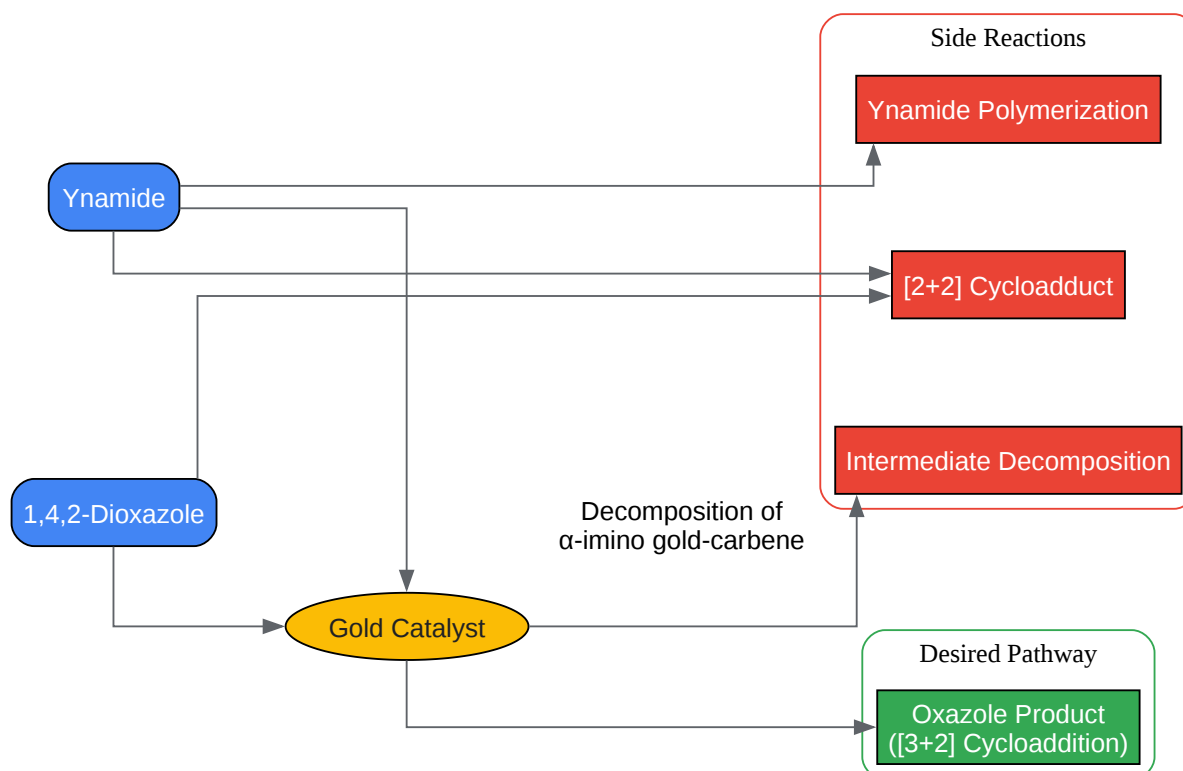 Side Reactions
Ynamide Polymerization
Ynamide
[2+2] Cycloadduct
Intermediate Decomposition
1,4,2-Dioxazole
Decomposition of
α-imino gold-carbene
Gold Catalyst
Desired Pathway
Oxazole Product
([3+2] Cycloaddition)